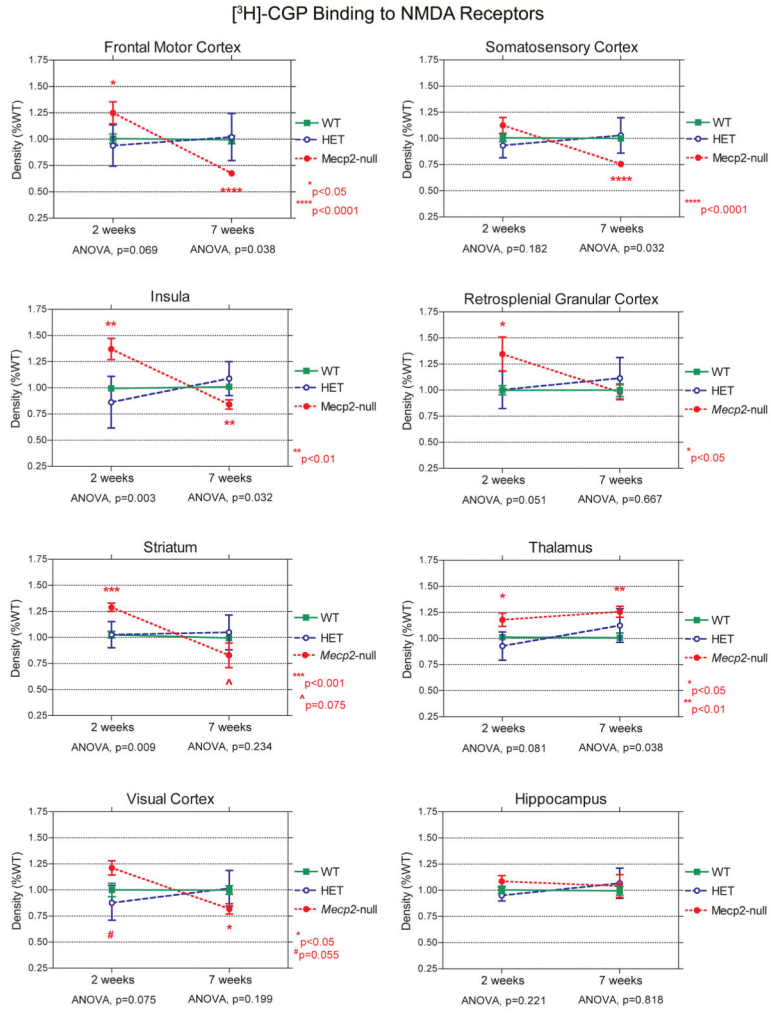 [³H]-CGP Binding to NMDA Receptors
Frontal Motor Cortex
Density (%WT)
1.75
1.50
1.25
1.00
0.75
0.50
0.25
*
****
2 weeks 7 weeks
ANOVA, p=0.069 ANOVA, p=0.038
WT
HET
Mecp2-null
* p<0.05
**** p<0.0001
Somatosensory Cortex
Density (%WT)
1.75
1.50
1.25
1.00
0.75
0.50
0.25
****
2 weeks 7 weeks
ANOVA, p=0.182 ANOVA, p=0.032
WT
HET
Mecp2-null
**** p<0.0001
Insula
Density (%WT)
1.75
1.50
1.25
1.00
0.75
0.50
0.25
**
**
2 weeks 7 weeks
ANOVA, p=0.003 ANOVA, p=0.032
WT
HET
Mecp2-null
** p<0.01
Retrosplenial Granular Cortex
Density (%WT)
1.75
1.50
1.25
1.00
0.75
0.50
0.25
*
2 weeks 7 weeks
ANOVA, p=0.051 ANOVA, p=0.667
WT
HET
Mecp2-null
* p<0.05
Striatum
Density (%WT)
1.75
1.50
1.25
1.00
0.75
0.50
0.25
***
^
2 weeks 7 weeks
ANOVA, p=0.009 ANOVA, p=0.234
WT
HET
Mecp2-null
*** p<0.001
^ p=0.075
Thalamus
Density (%WT)
1.75
1.50
1.25
1.00
0.75
0.50
0.25
*
**
2 weeks 7 weeks
ANOVA, p=0.081 ANOVA, p=0.038
WT
HET
Mecp2-null
* p<0.05
** p<0.01
Visual Cortex
Density (%WT)
1.75
1.50
1.25
1.00
0.75
0.50
0.25
#
*
2 weeks 7 weeks
ANOVA, p=0.075 ANOVA, p=0.199
WT
HET
Mecp2-null
* p<0.05
# p=0.055
Hippocampus
Density (%WT)
1.75
1.50
1.25
1.00
0.75
0.50
0.25
2 weeks 7 weeks
ANOVA, p=0.221 ANOVA, p=0.818
WT
HET
Mecp2-null